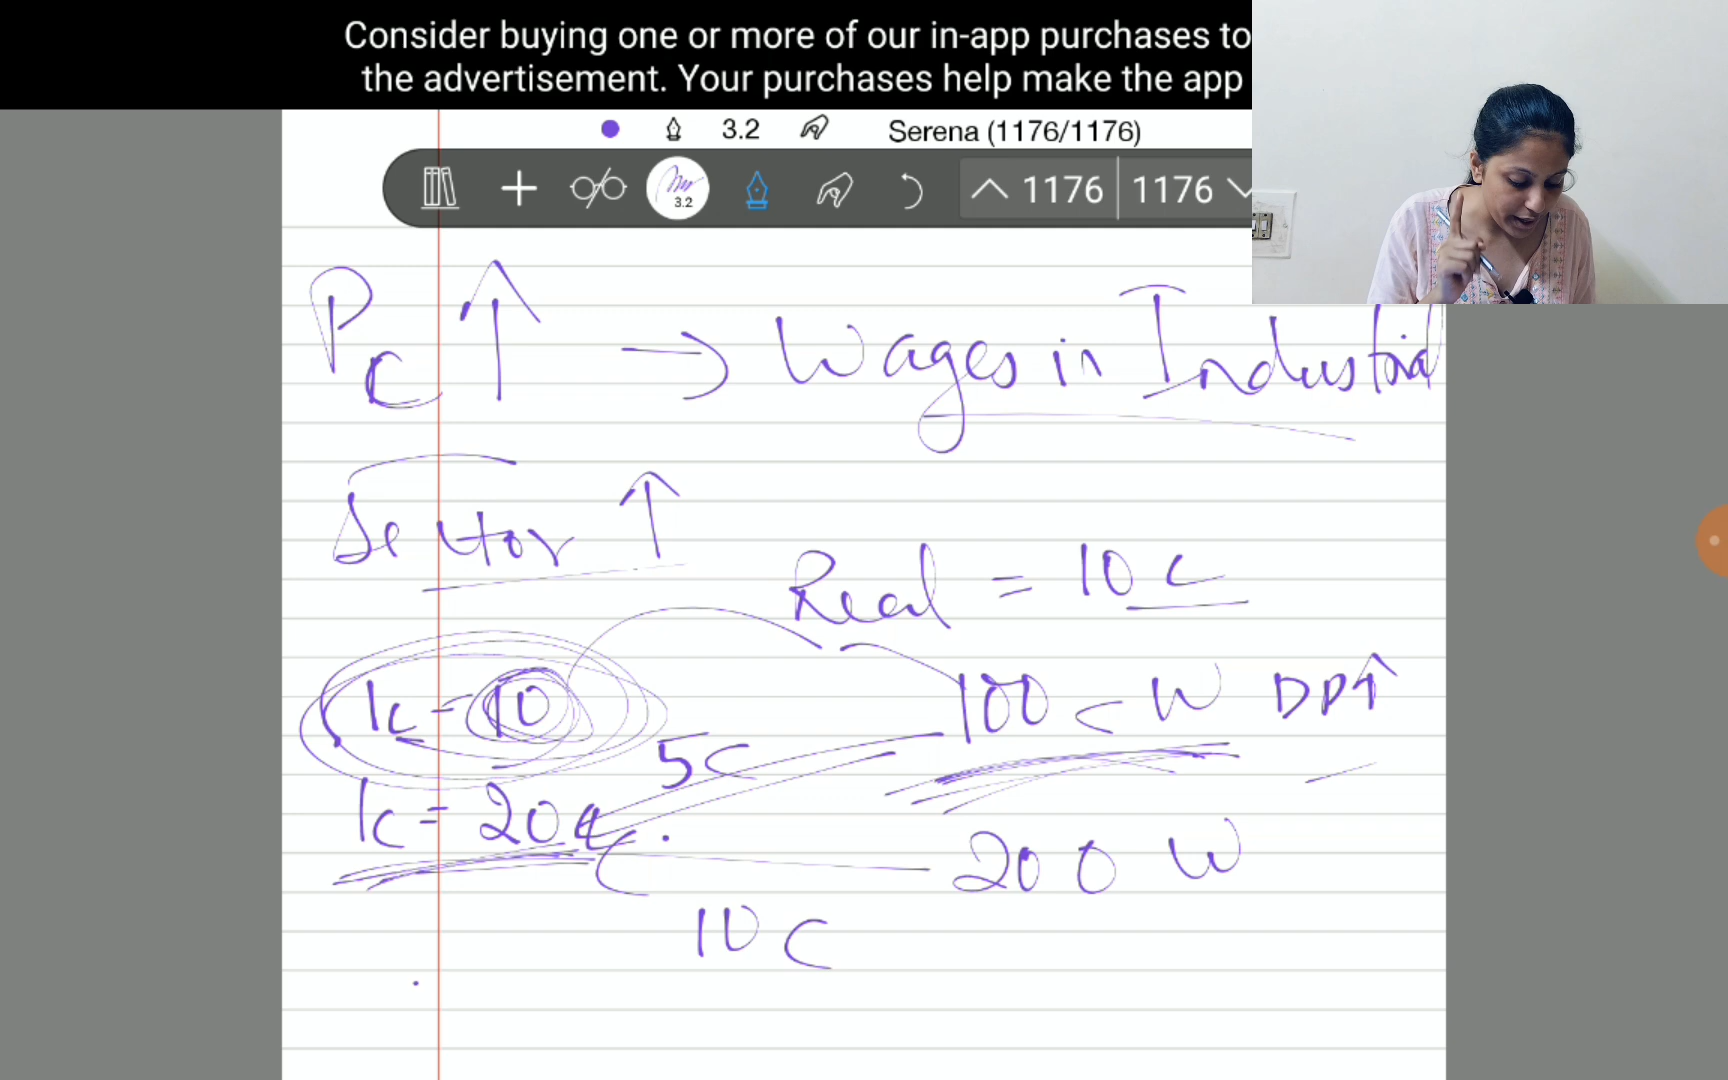 Consider buying one or more of our in-app purchases to
the advertisement. Your purchases help make the app
3.2 Serena (1176/1176)
3.2 1176 1176
Pc ↑ → Wages in Industrial
Sector ↑
Real = 10 C
1c = 10 100 C W DD↑
5C
1c = 20 200 W
10 C